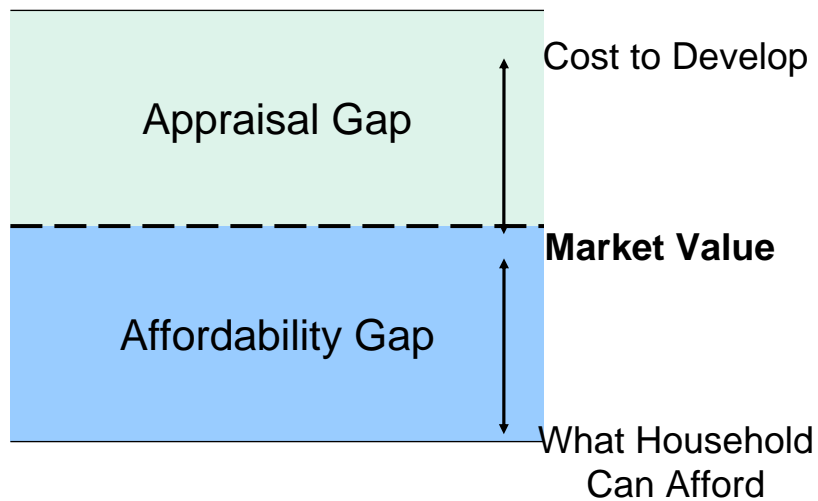 Cost to Develop
Appraisal Gap
Market Value
Affordability Gap
What Household
Can Afford